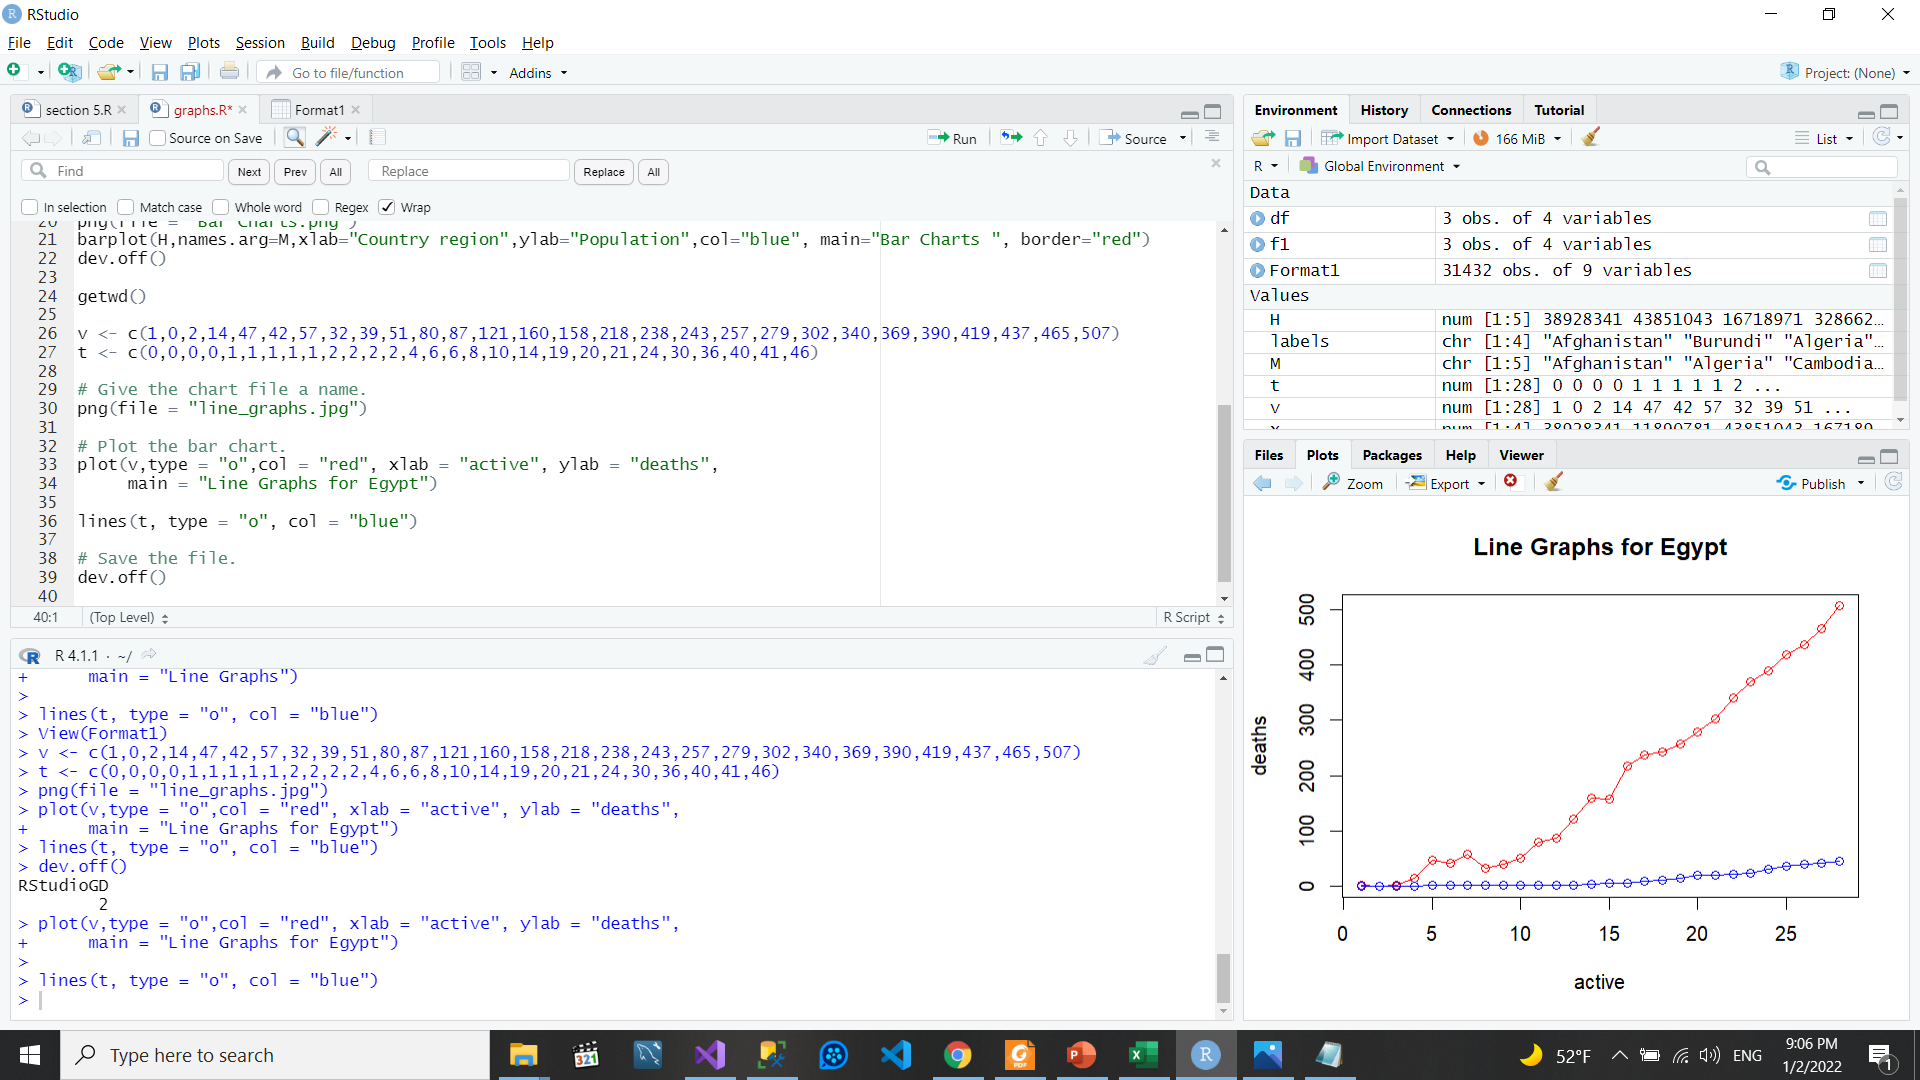 RStudio
File Edit Code View Plots Session Build Debug Profile Tools Help
Go to file/function Addins Project: (None)
section 5.R graphs.R* Format1
Source on Save Run Source
Find Next Prev All Replace Replace All
In selection Match case Whole word Regex Wrap
20 png(file = "Bar Charts.png")
21 barplot(H,names.arg=M,xlab="Country region",ylab="Population",col="blue", main="Bar Charts ", border="red")
22 dev.off()
23
24 getwd()
25
26 v <- c(1,0,2,14,47,42,57,32,39,51,80,87,121,160,158,218,238,243,257,279,302,340,369,390,419,437,465,507)
27 t <- c(0,0,0,0,1,1,1,1,1,2,2,2,2,4,6,6,8,10,14,19,20,21,24,30,36,40,41,46)
28
29 # Give the chart file a name.
30 png(file = "line_graphs.jpg")
31
32 # Plot the bar chart.
33 plot(v,type = "o",col = "red", xlab = "active", ylab = "deaths",
34 main = "Line Graphs for Egypt")
35
36 lines(t, type = "o", col = "blue")
37
38 # Save the file.
39 dev.off()
40
40:1 (Top Level) R Script
R 4.1.1 · ~/
+ main = "Line Graphs")
>
> lines(t, type = "o", col = "blue")
> View(Format1)
> v <- c(1,0,2,14,47,42,57,32,39,51,80,87,121,160,158,218,238,243,257,279,302,340,369,390,419,437,465,507)
> t <- c(0,0,0,0,1,1,1,1,1,2,2,2,2,4,6,6,8,10,14,19,20,21,24,30,36,40,41,46)
> png(file = "line_graphs.jpg")
> plot(v,type = "o",col = "red", xlab = "active", ylab = "deaths",
+ main = "Line Graphs for Egypt")
> lines(t, type = "o", col = "blue")
> dev.off()
RStudioGD
2
> plot(v,type = "o",col = "red", xlab = "active", ylab = "deaths",
+ main = "Line Graphs for Egypt")
>
> lines(t, type = "o", col = "blue")
>
Environment History Connections Tutorial
Import Dataset 166 MiB List
R Global Environment
Data
df 3 obs. of 4 variables
f1 3 obs. of 4 variables
Format1 31432 obs. of 9 variables
Values
H num [1:5] 38928341 43851043 16718971 328662...
labels chr [1:4] "Afghanistan" "Burundi" "Algeria"...
M chr [1:5] "Afghanistan" "Algeria" "Cambodia...
t num [1:28] 0 0 0 0 1 1 1 1 1 2 ...
v num [1:28] 1 0 2 14 47 42 57 32 39 51 ...
x num [1:4] 38928341 11890781 43851043 167189...
Files Plots Packages Help Viewer
Zoom Export Publish
Line Graphs for Egypt
500
400
300
200
100
0
deaths
0 5 10 15 20 25
active
Type here to search
321
PDF
52°F ENG
9:06 PM
1/2/2022
1